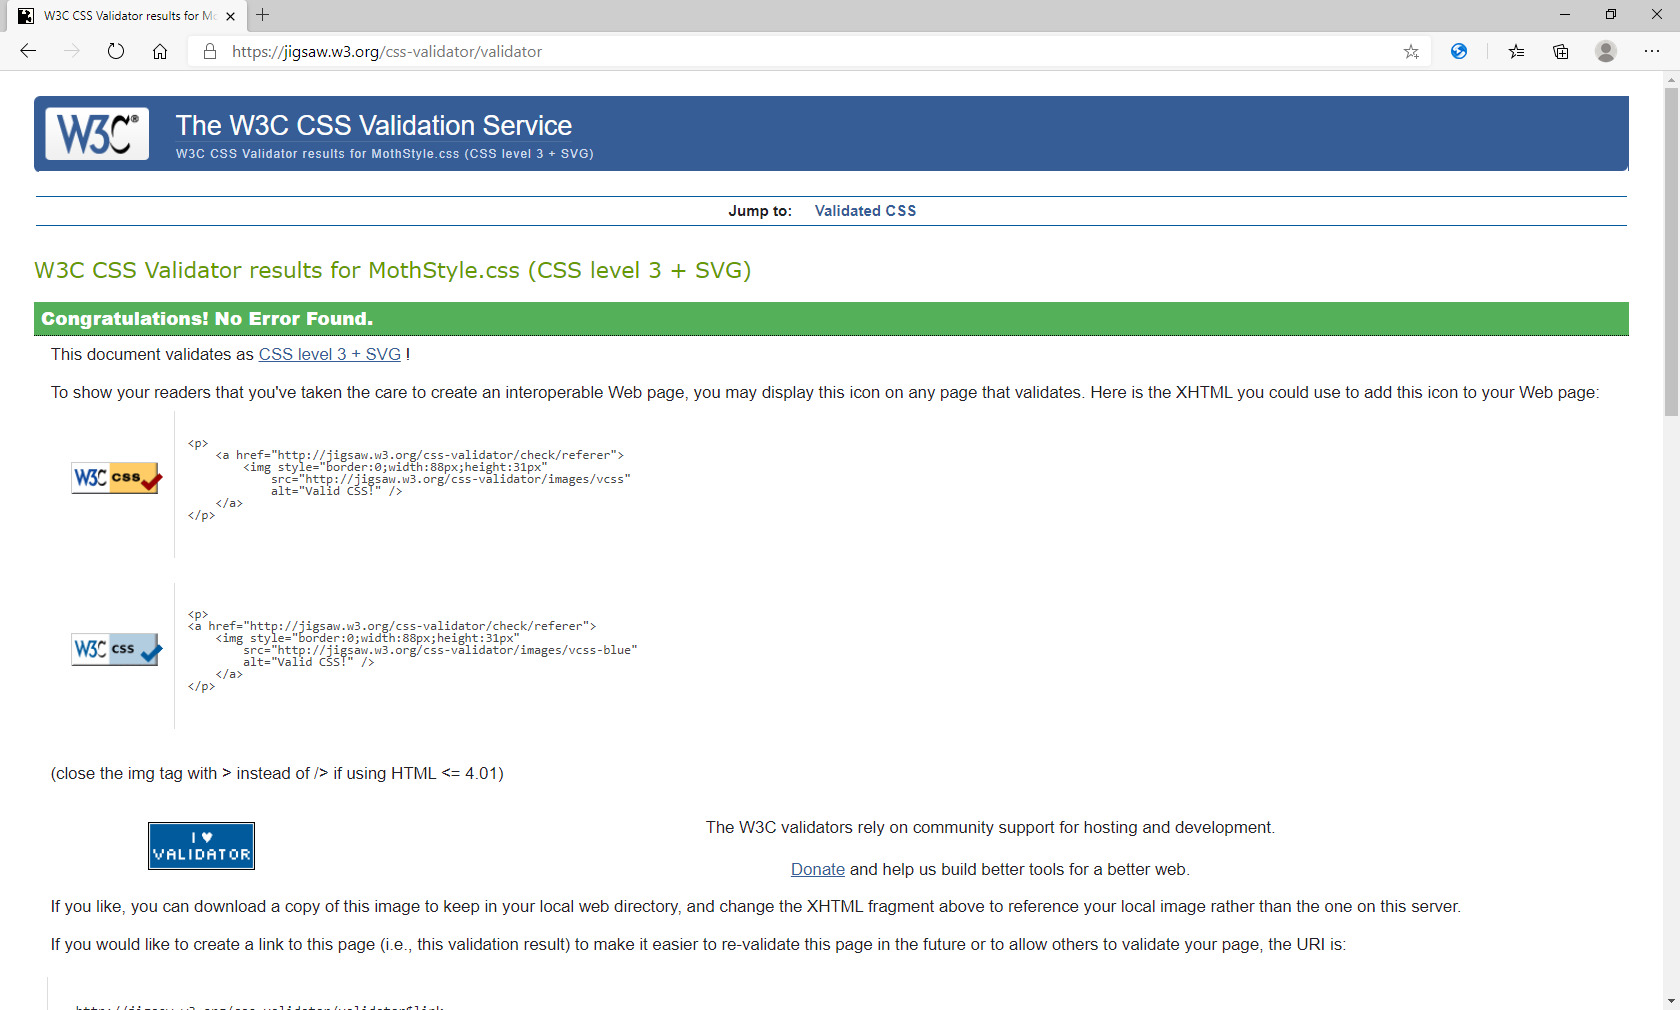 W3C CSS Validator results for Mo
https://jigsaw.w3.org/css-validator/validator
W3C®
The W3C CSS Validation Service
W3C CSS Validator results for MothStyle.css (CSS level 3 + SVG)
Jump to: Validated CSS
W3C CSS Validator results for MothStyle.css (CSS level 3 + SVG)
Congratulations! No Error Found.
This document validates as CSS level 3 + SVG !
To show your readers that you've taken the care to create an interoperable Web page, you may display this icon on any page that validates. Here is the XHTML you could use to add this icon to your Web page:
W3C css
<p>
<a href="http://jigsaw.w3.org/css-validator/check/referer">
<img style="border:0;width:88px;height:31px"
src="http://jigsaw.w3.org/css-validator/images/vcss"
alt="Valid CSS!" />
</a>
</p>
W3C css
<p>
<a href="http://jigsaw.w3.org/css-validator/check/referer">
<img style="border:0;width:88px;height:31px"
src="http://jigsaw.w3.org/css-validator/images/vcss-blue"
alt="Valid CSS!" />
</a>
</p>
(close the img tag with > instead of /> if using HTML <= 4.01)
I ♥
VALIDATOR
The W3C validators rely on community support for hosting and development.
Donate and help us build better tools for a better web.
If you like, you can download a copy of this image to keep in your local web directory, and change the XHTML fragment above to reference your local image rather than the one on this server.
If you would like to create a link to this page (i.e., this validation result) to make it easier to re-validate this page in the future or to allow others to validate your page, the URI is:
http://jigsaw.w3.org/css-validator/validator$link